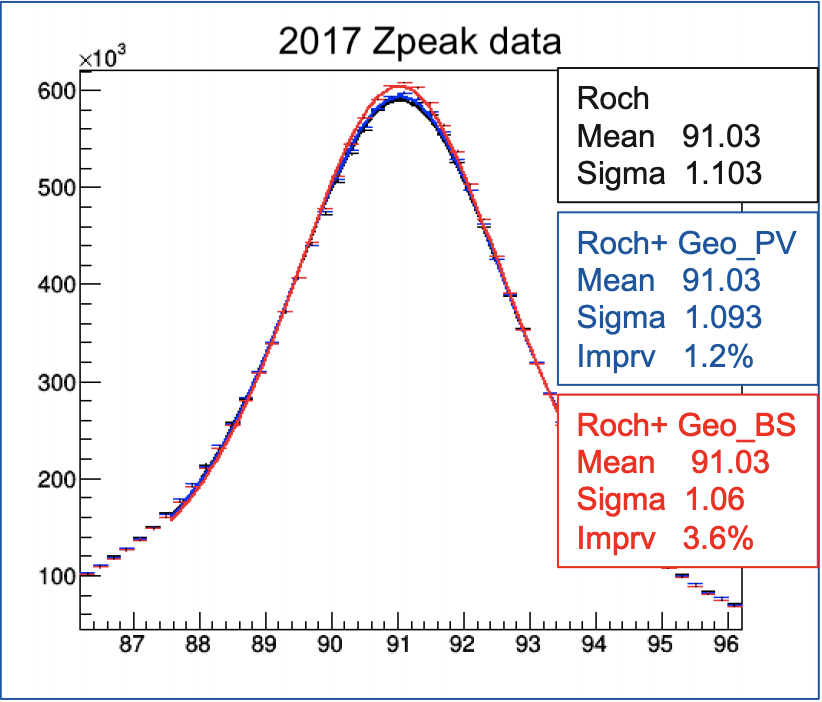 2017 Zpeak data
×10³
600
500
400
300
200
100
87 88 89 90 91 92 93 94 95 96
Roch
Mean 91.03
Sigma 1.103
Roch+ Geo_PV
Mean 91.03
Sigma 1.093
Imprv 1.2%
Roch+ Geo_BS
Mean 91.03
Sigma 1.06
Imprv 3.6%